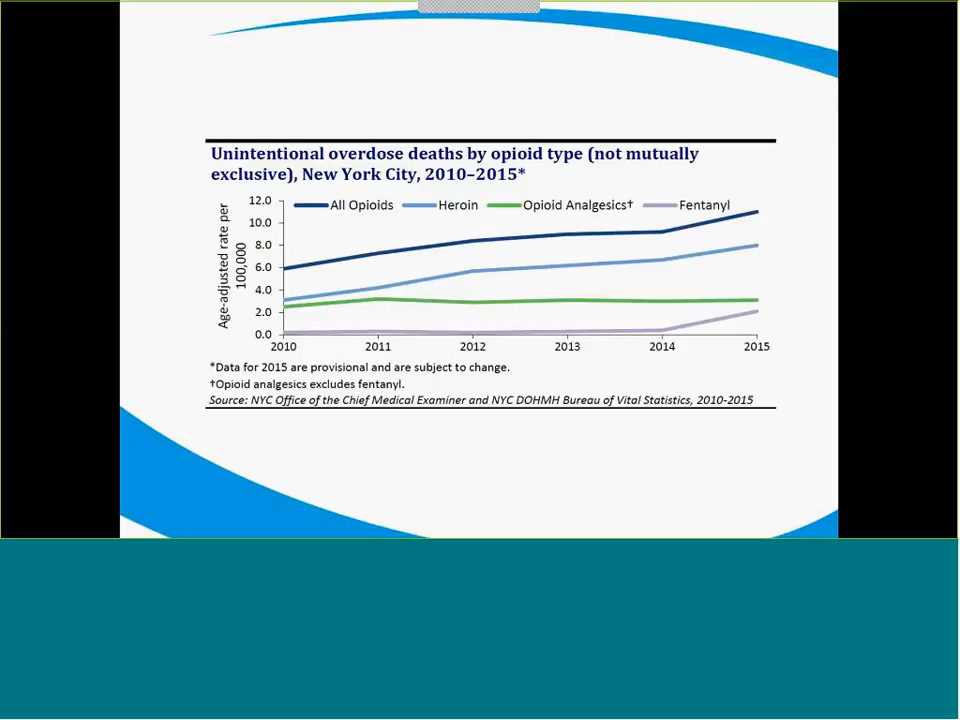 Unintentional overdose deaths by opioid type (not mutually
exclusive), New York City, 2010–2015*
Age-adjusted rate per
100,000
12.0
10.0
8.0
6.0
4.0
2.0
0.0
All Opioids Heroin Opioid Analgesics† Fentanyl
2010 2011 2012 2013 2014 2015
*Data for 2015 are provisional and are subject to change.
†Opioid analgesics excludes fentanyl.
Source: NYC Office of the Chief Medical Examiner and NYC DOHMH Bureau of Vital Statistics, 2010-2015